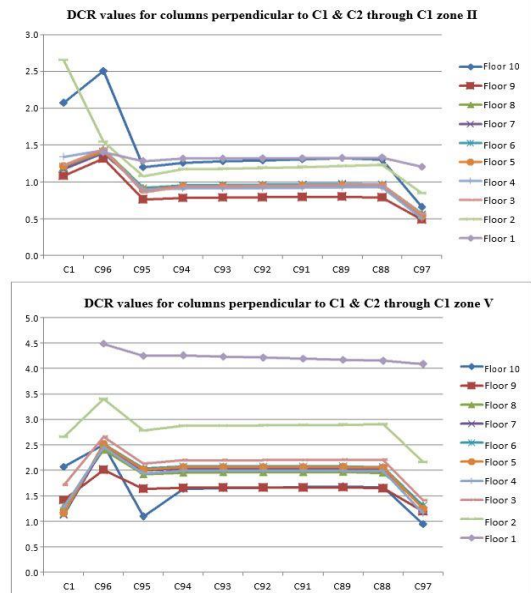 DCR values for columns perpendicular to C1 & C2 through C1 zone II
3.0
2.5
2.0
1.5
1.0
0.5
0.0
C1 C96 C95 C94 C93 C92 C91 C89 C88 C97
Floor 10
Floor 9
Floor 8
Floor 7
Floor 6
Floor 5
Floor 4
Floor 3
Floor 2
Floor 1
DCR values for columns perpendicular to C1 & C2 through C1 zone V
5.0
4.5
4.0
3.5
3.0
2.5
2.0
1.5
1.0
0.5
0.0
C1 C96 C95 C94 C93 C92 C91 C89 C88 C97
Floor 10
Floor 9
Floor 8
Floor 7
Floor 6
Floor 5
Floor 4
Floor 3
Floor 2
Floor 1